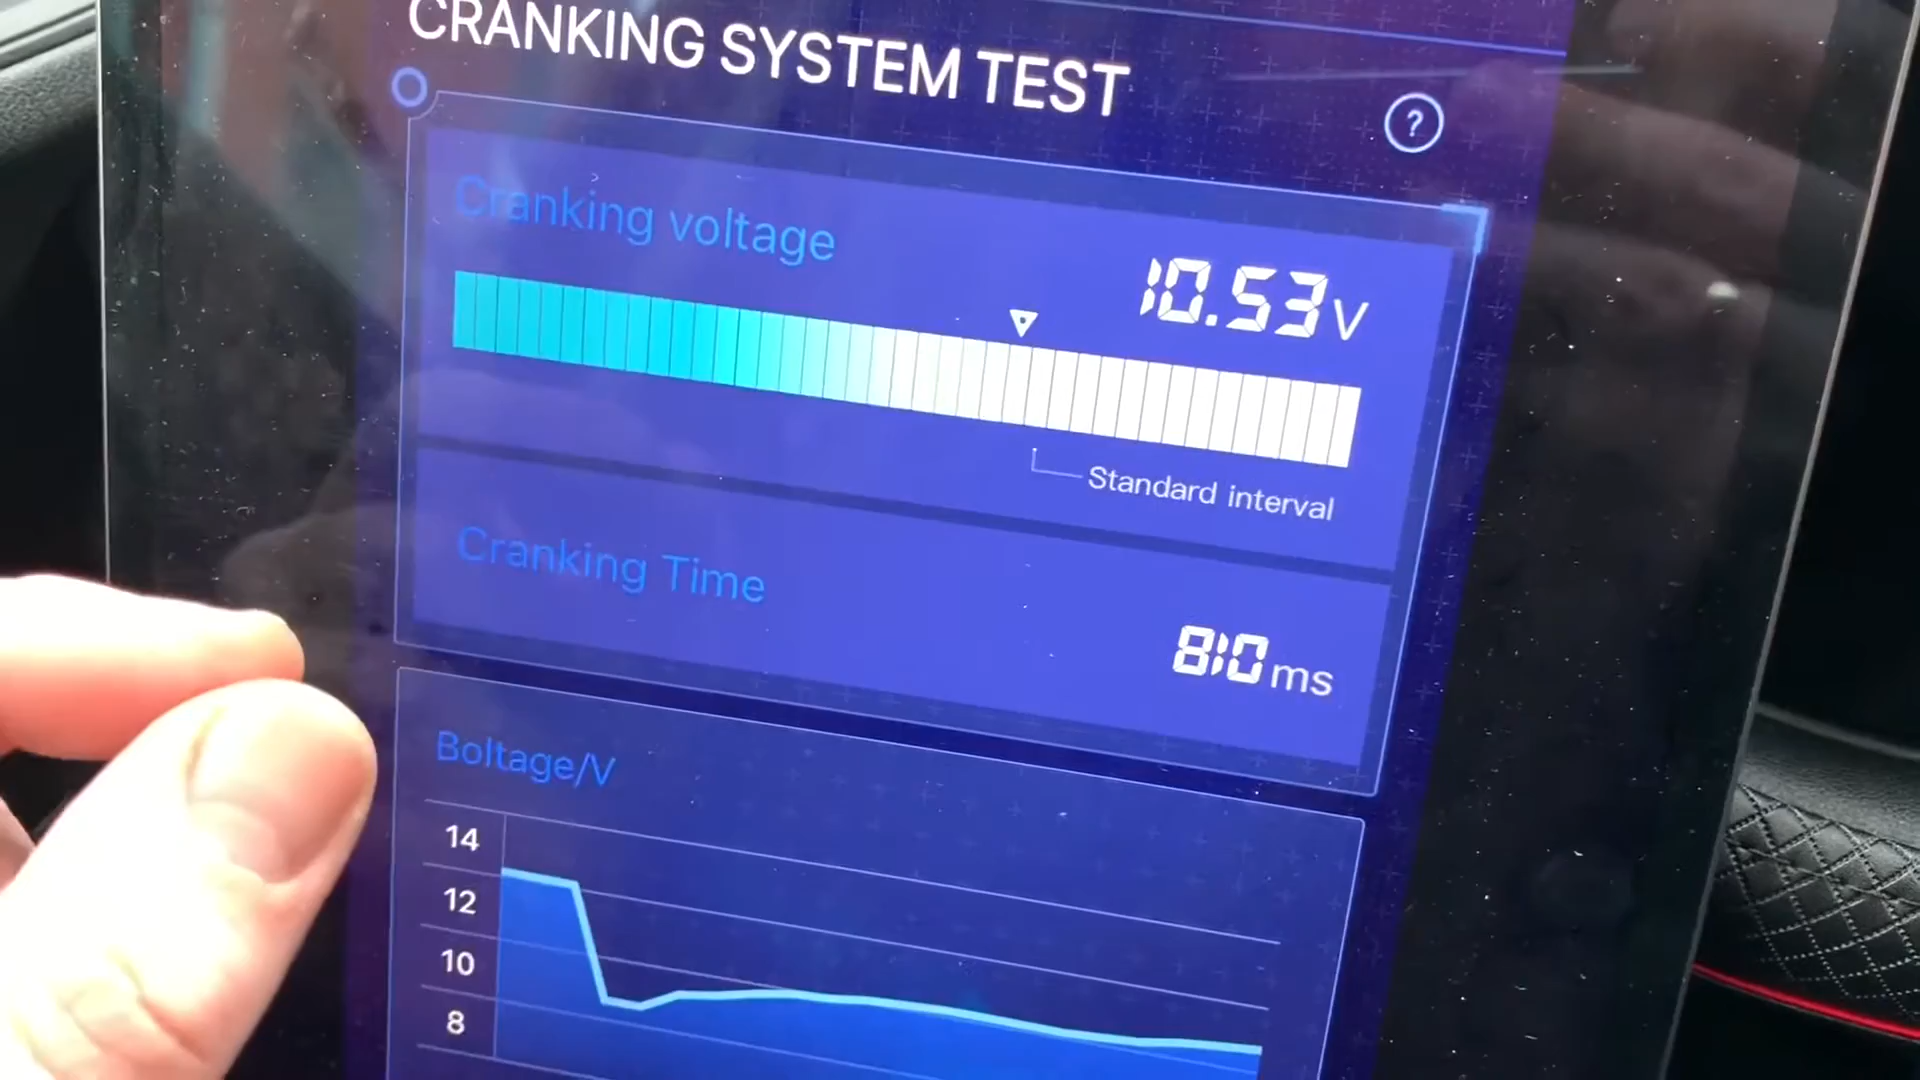 CRANKING SYSTEM TEST
?
Cranking voltage
10.53V
Standard interval
Cranking Time
810ms
Boltage/V
14
12
10
8